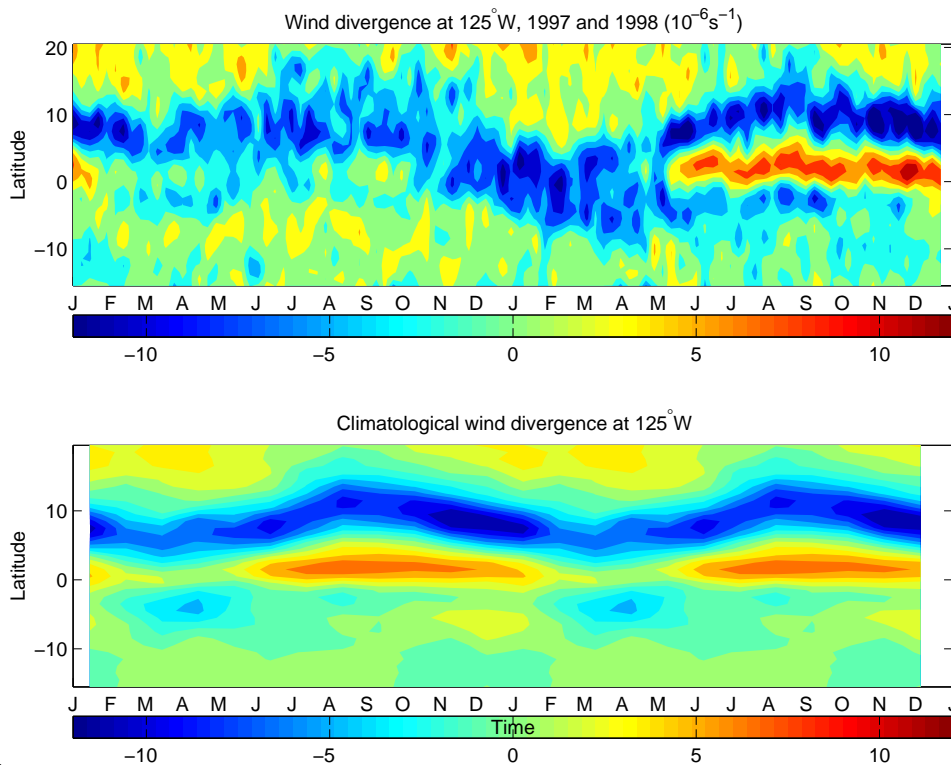 Wind divergence at 125°W, 1997 and 1998 (10⁻⁶s⁻¹)
20
10
0
−10
Latitude
J F M A M J J A S O N D J F M A M J J A S O N D J
−10 −5 0 5 10
Climatological wind divergence at 125°W
10
0
−10
Latitude
J F M A M J J A S O N D J F M A M J J A S O N D J
Time
−10 −5 0 5 10